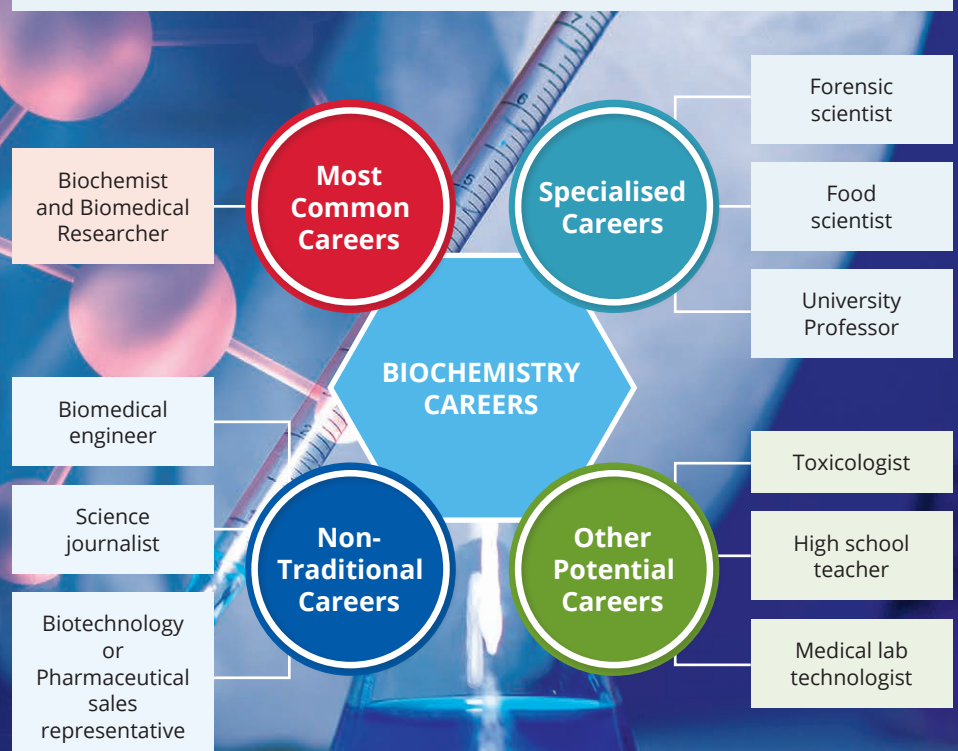 Most
Common
Careers
Biochemist
and Biomedical
Researcher
Specialised
Careers
Forensic
scientist
Food
scientist
University
Professor
BIOCHEMISTRY
CAREERS
Non-
Traditional
Careers
Biomedical
engineer
Science
journalist
Biotechnology
or
Pharmaceutical
sales
representative
Other
Potential
Careers
Toxicologist
High school
teacher
Medical lab
technologist